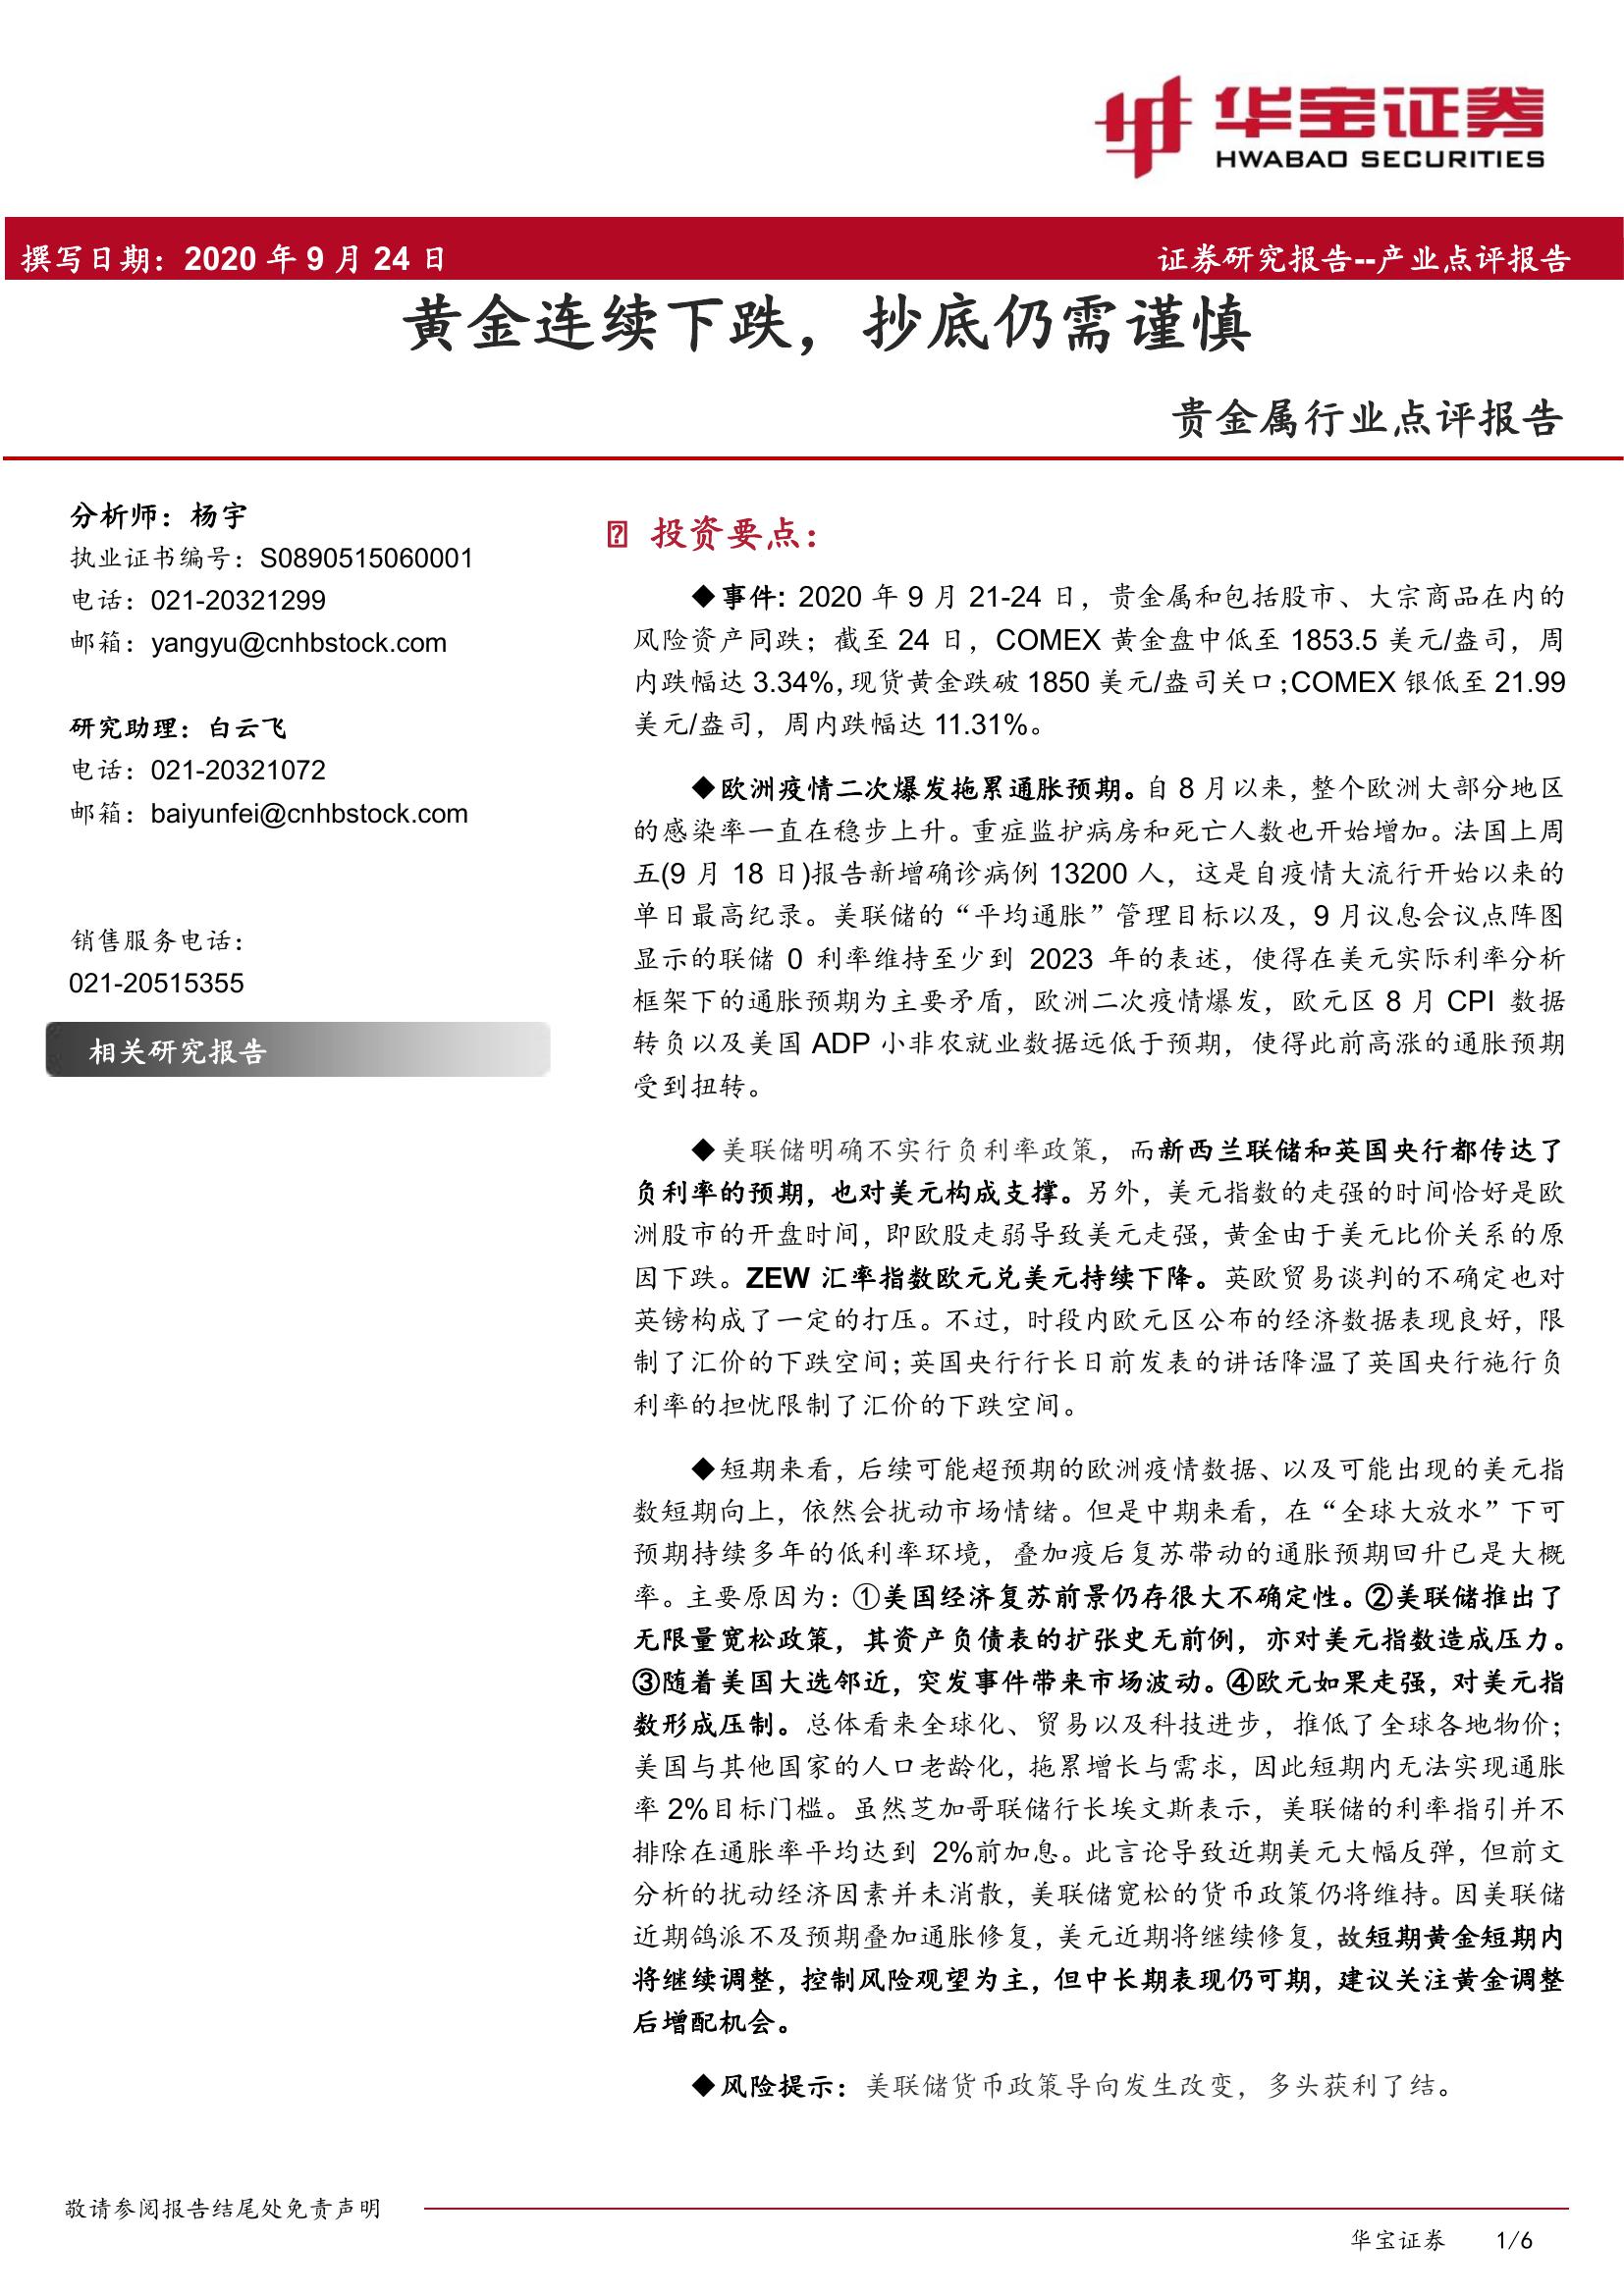 华宝证券
HWABAO SECURITIES
撰写日期：2020 年 9 月 24 日
证券研究报告--产业点评报告
黄金连续下跌，抄底仍需谨慎
贵金属行业点评报告
分析师：杨宇
执业证书编号：S0890515060001
电话：021-20321299
邮箱：yangyu@cnhbstock.com
研究助理：白云飞
电话：021-20321072
邮箱：baiyunfei@cnhbstock.com
销售服务电话：
021-20515355
相关研究报告
投资要点：
◆事件: 2020 年 9 月 21-24 日，贵金属和包括股市、大宗商品在内的
风险资产同跌；截至 24 日，COMEX 黄金盘中低至 1853.5 美元/盎司，周
内跌幅达 3.34%,现货黄金跌破 1850 美元/盎司关口;COMEX 银低至 21.99
美元/盎司，周内跌幅达 11.31%。
◆欧洲疫情二次爆发拖累通胀预期。自 8 月以来，整个欧洲大部分地区
的感染率一直在稳步上升。重症监护病房和死亡人数也开始增加。法国上周
五(9 月 18 日)报告新增确诊病例 13200 人，这是自疫情大流行开始以来的
单日最高纪录。美联储的“平均通胀”管理目标以及，9 月议息会议点阵图
显示的联储 0 利率维持至少到 2023 年的表述，使得在美元实际利率分析
框架下的通胀预期为主要矛盾，欧洲二次疫情爆发，欧元区 8 月 CPI 数据
转负以及美国 ADP 小非农就业数据远低于预期，使得此前高涨的通胀预期
受到扭转。
◆美联储明确不实行负利率政策，而新西兰联储和英国央行都传达了
负利率的预期，也对美元构成支撑。另外，美元指数的走强的时间恰好是欧
洲股市的开盘时间，即欧股走弱导致美元走强，黄金由于美元比价关系的原
因下跌。ZEW 汇率指数欧元兑美元持续下降。英欧贸易谈判的不确定也对
英镑构成了一定的打压。不过，时段内欧元区公布的经济数据表现良好，限
制了汇价的下跌空间;英国央行行长日前发表的讲话降温了英国央行施行负
利率的担忧限制了汇价的下跌空间。
◆短期来看，后续可能超预期的欧洲疫情数据、以及可能出现的美元指
数短期向上，依然会扰动市场情绪。但是中期来看，在“全球大放水”下可
预期持续多年的低利率环境，叠加疫后复苏带动的通胀预期回升已是大概
率。主要原因为：①美国经济复苏前景仍存很大不确定性。②美联储推出了
无限量宽松政策，其资产负债表的扩张史无前例，亦对美元指数造成压力。
③随着美国大选邻近，突发事件带来市场波动。④欧元如果走强，对美元指
数形成压制。总体看来全球化、贸易以及科技进步，推低了全球各地物价；
美国与其他国家的人口老龄化，拖累增长与需求，因此短期内无法实现通胀
率 2%目标门槛。虽然芝加哥联储行长埃文斯表示，美联储的利率指引并不
排除在通胀率平均达到 2%前加息。此言论导致近期美元大幅反弹，但前文
分析的扰动经济因素并未消散，美联储宽松的货币政策仍将维持。因美联储
近期鸽派不及预期叠加通胀修复，美元近期将继续修复，故短期黄金短期内
将继续调整，控制风险观望为主，但中长期表现仍可期，建议关注黄金调整
后增配机会。
◆风险提示：美联储货币政策导向发生改变，多头获利了结。
敬请参阅报告结尾处免责声明
华宝证券 1/6